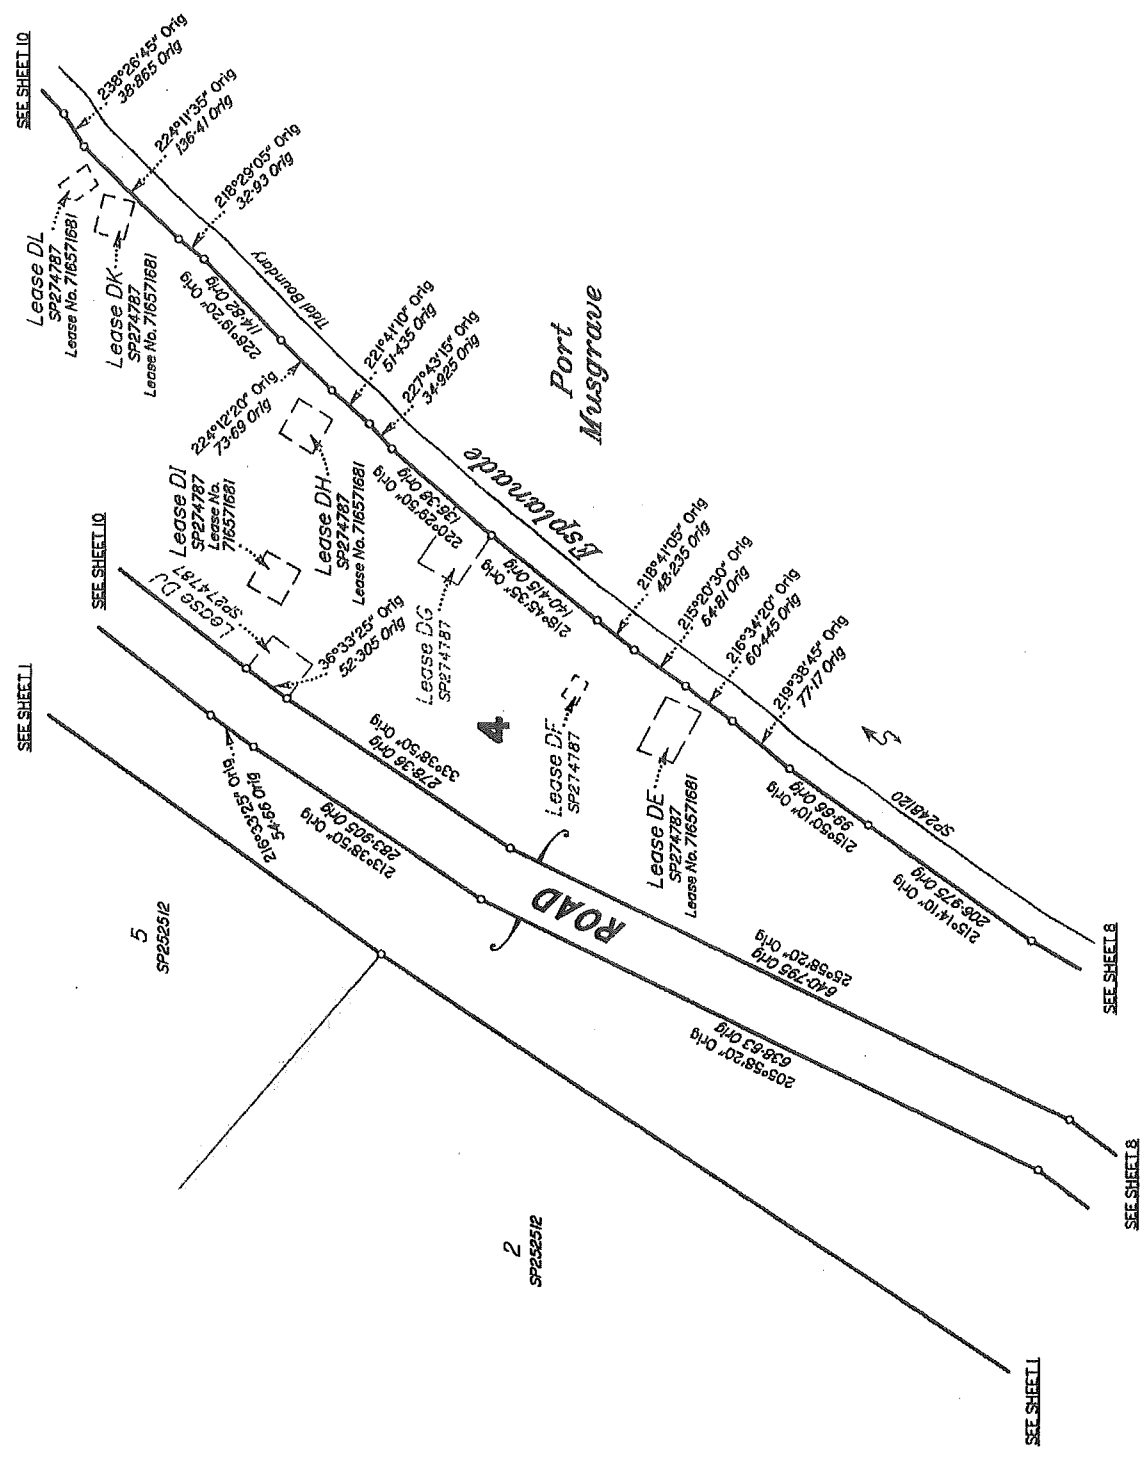 SEE SHEET 10
238°26'45" Orig
38·865 Orig
224°11'35" Orig
136·41 Orig
218°29'05" Orig
32·93 Orig
Lease DL
SP274787
Lease No.716571681
Lease DK
SP274787
Lease No.716571681
228°19'20" Orig
114·82 Orig
Tidal Boundary
224°12'20" Orig
73·69 Orig
221°41'10" Orig
51·435 Orig
227°43'15" Orig
34·925 Orig
Port
Musgrave
Lease DI
SP274787
Lease No.
716571681
Lease DH
SP274787
Lease No.716571681
220°29'50" Orig
136·38 Orig
Esplanade
SEE SHEET 10
Lease DJ
SP274787
36°33'25" Orig
52·305 Orig
Lease DG
SP274787
218°45'35" Orig
140·415 Orig
218°41'05" Orig
48·235 Orig
215°20'30" Orig
64·81 Orig
216°34'20" Orig
60·445 Orig
219°38'45" Orig
77·17 Orig
SEE SHEET 1
4
278·36 Orig
33°38'50" Orig
Lease DF
SP274787
216°33'25" Orig
54·66 Orig
213°38'50" Orig
283·905 Orig
Lease DE
SP274787
Lease No.716571681
215°50'10" Orig
99·66 Orig
SP248120
S
215°14'10" Orig
206·975 Orig
ROAD
5
SP252512
640·795 Orig
25°58'20" Orig
205°58'20" Orig
638·63 Orig
SEE SHEET 8
2
SP252512
SEE SHEET 8
SEE SHEET 1